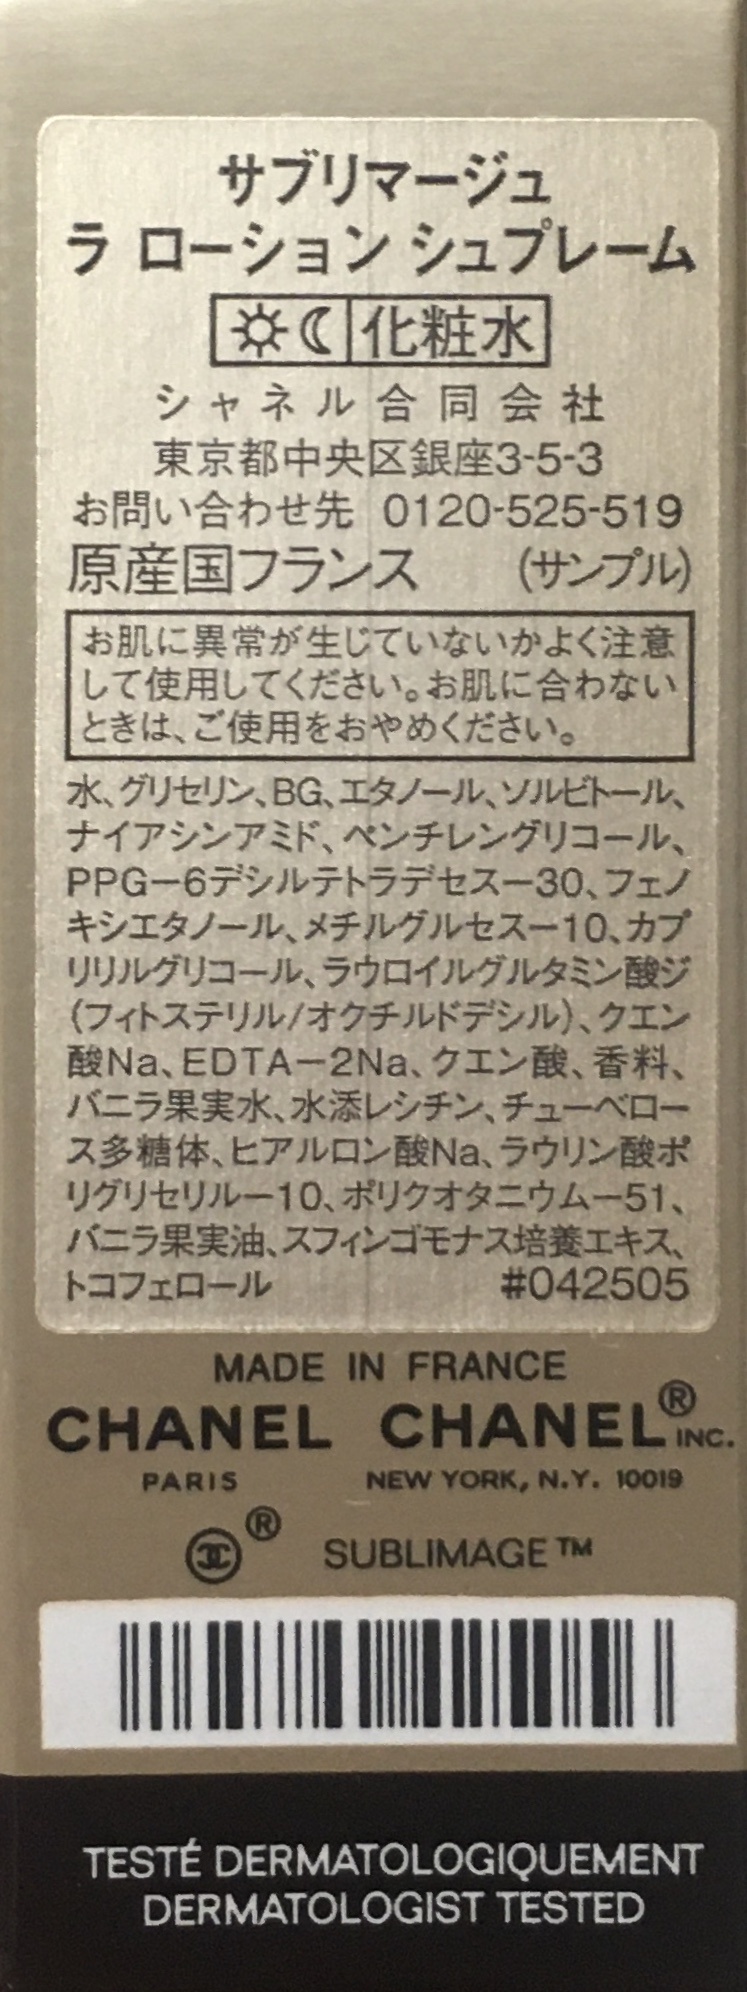 サブリマージュ
ラ ローション シュプレーム
化粧水
シャネル合同会社
東京都中央区銀座3-5-3
お問い合わせ先 0120-525-519
原産国フランス (サンプル)
お肌に異常が生じていないかよく注意
して使用してください。お肌に合わない
ときは、ご使用をおやめください。
水、グリセリン、BG、エタノール、ソルビトール、
ナイアシンアミド、ペンチレングリコール、
PPG－6デシルテトラデセス－30、フェノ
キシエタノール、メチルグルセス－10、カプ
リリルグリコール、ラウロイルグルタミン酸ジ
(フィトステリル/オクチルドデシル)、クエン
酸Na、EDTA－2Na、クエン酸、香料、
バニラ果実水、水添レシチン、チューベロー
ス多糖体、ヒアルロン酸Na、ラウリン酸ポ
リグリセリル－10、ポリクオタニウム－51、
バニラ果実油、スフィンゴモナス培養エキス、
トコフェロール #042505
MADE IN FRANCE
CHANEL CHANEL® INC.
PARIS NEW YORK, N.Y. 10019
® SUBLIMAGE™
TESTÉ DERMATOLOGIQUEMENT
DERMATOLOGIST TESTED